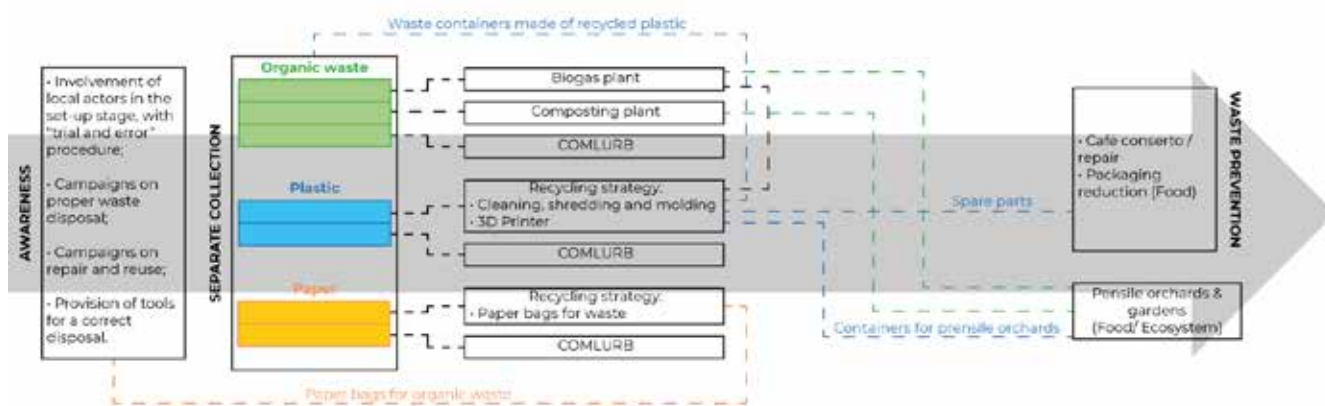 Waste containers made of recycled plastic
AWARENESS
• Involvement of
local actors in the
set-up stage, with
"trial and error"
procedure;
• Campaigns on
proper waste
disposal;
• Campaigns on
repair and reuse;
• Provision of tools
for a correct
disposal.
SEPARATE COLLECTION
Organic waste
Plastic
Paper
Biogas plant
Composting plant
COMLURB
Recycling strategy:
• Cleaning, shredding and molding
• 3D Printer
COMLURB
Recycling strategy:
• Paper bags for waste
COMLURB
Paper bags for organic waste
Spare parts
Containers for prensile orchards
• Cafe conserto /
repair
• Packaging
reduction (Food)
Pensile orchards &
gardens
(Food/ Ecosystem)
WASTE PREVENTION